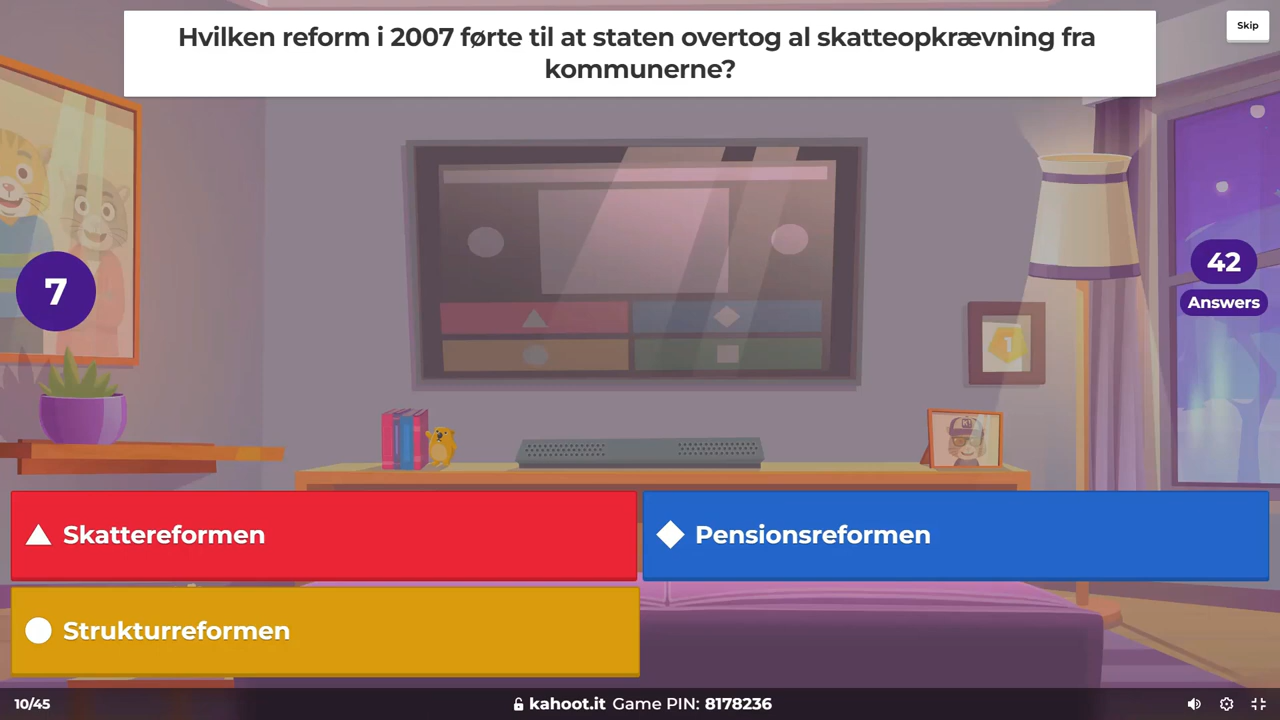 Hvilken reform i 2007 førte til at staten overtog al skatteopkrævning fra
kommunerne?
Skip
7
42
Answers
1
Skattereformen
Pensionsreformen
Strukturreformen
10/45
kahoot.it Game PIN: 8178236